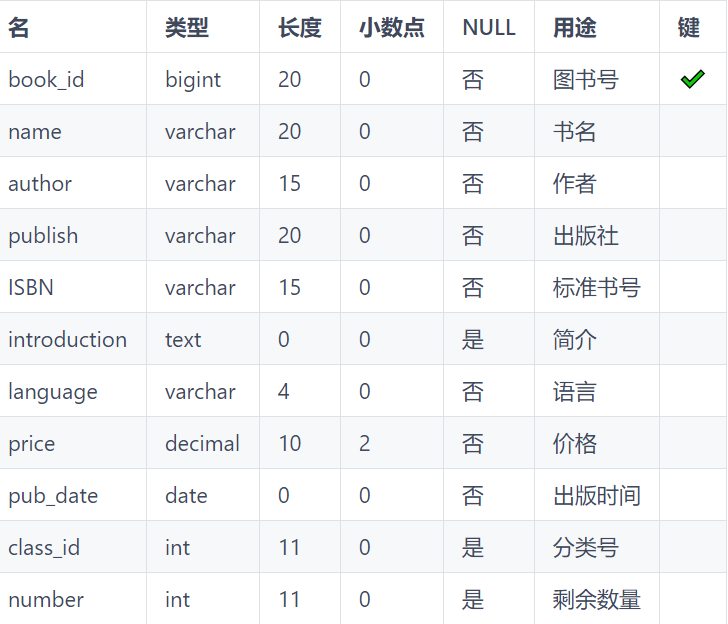 名 类型 长度 小数点 NULL 用途 键
book_id bigint 20 0 否 图书号 ✔
name varchar 20 0 否 书名
author varchar 15 0 否 作者
publish varchar 20 0 否 出版社
ISBN varchar 15 0 否 标准书号
introduction text 0 0 是 简介
language varchar 4 0 否 语言
price decimal 10 2 否 价格
pub_date date 0 0 否 出版时间
class_id int 11 0 是 分类号
number int 11 0 是 剩余数量